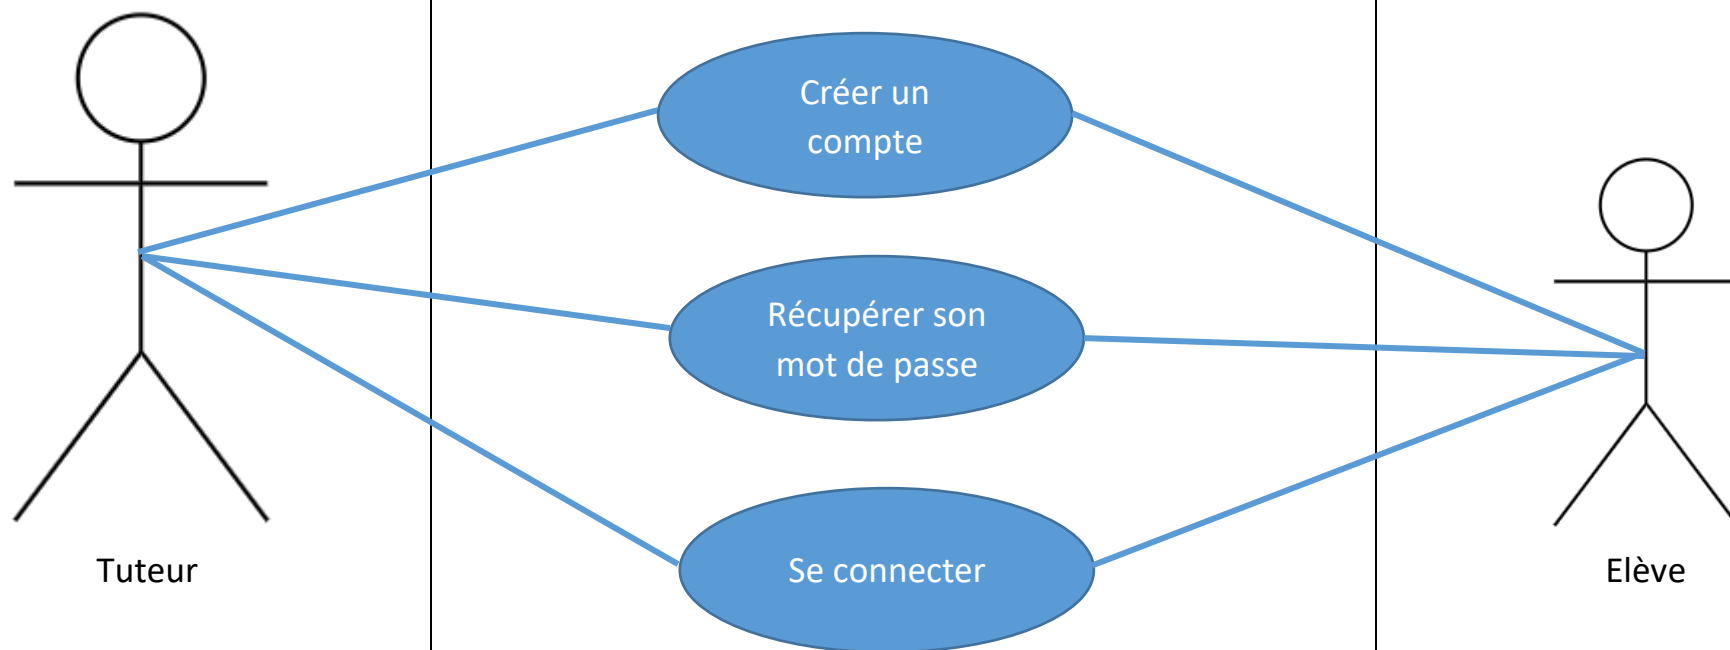 Créer un
compte
Récupérer son
mot de passe
Se connecter
Tuteur
Elève